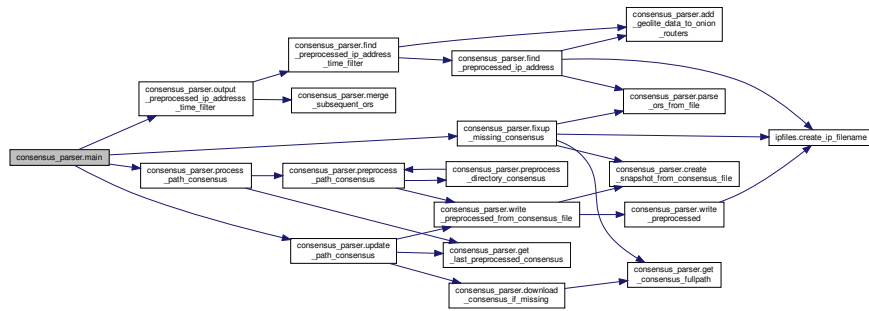 consensus_parser.main
consensus_parser.output
_preprocessed_ip_addresss
_time_filter
consensus_parser.find
_preprocessed_ip_address
_time_filter
consensus_parser.merge
_subsequent_ors
consensus_parser.process
_path_consensus
consensus_parser.preprocess
_path_consensus
consensus_parser.update
_path_consensus
consensus_parser.find
_preprocessed_ip_address
consensus_parser.fixup
_missing_consensus
consensus_parser.preprocess
_directory_consensus
consensus_parser.write
_preprocessed_from_consensus_file
consensus_parser.get
_last_preprocessed_consensus
consensus_parser.download
_consensus_if_missing
consensus_parser.add
_geolite_data_to_onion
_routers
consensus_parser.parse
_ors_from_file
consensus_parser.create
_snapshot_from_consensus_file
consensus_parser.write
_preprocessed
consensus_parser.get
_consensus_fullpath
ipfiles.create_ip_filename